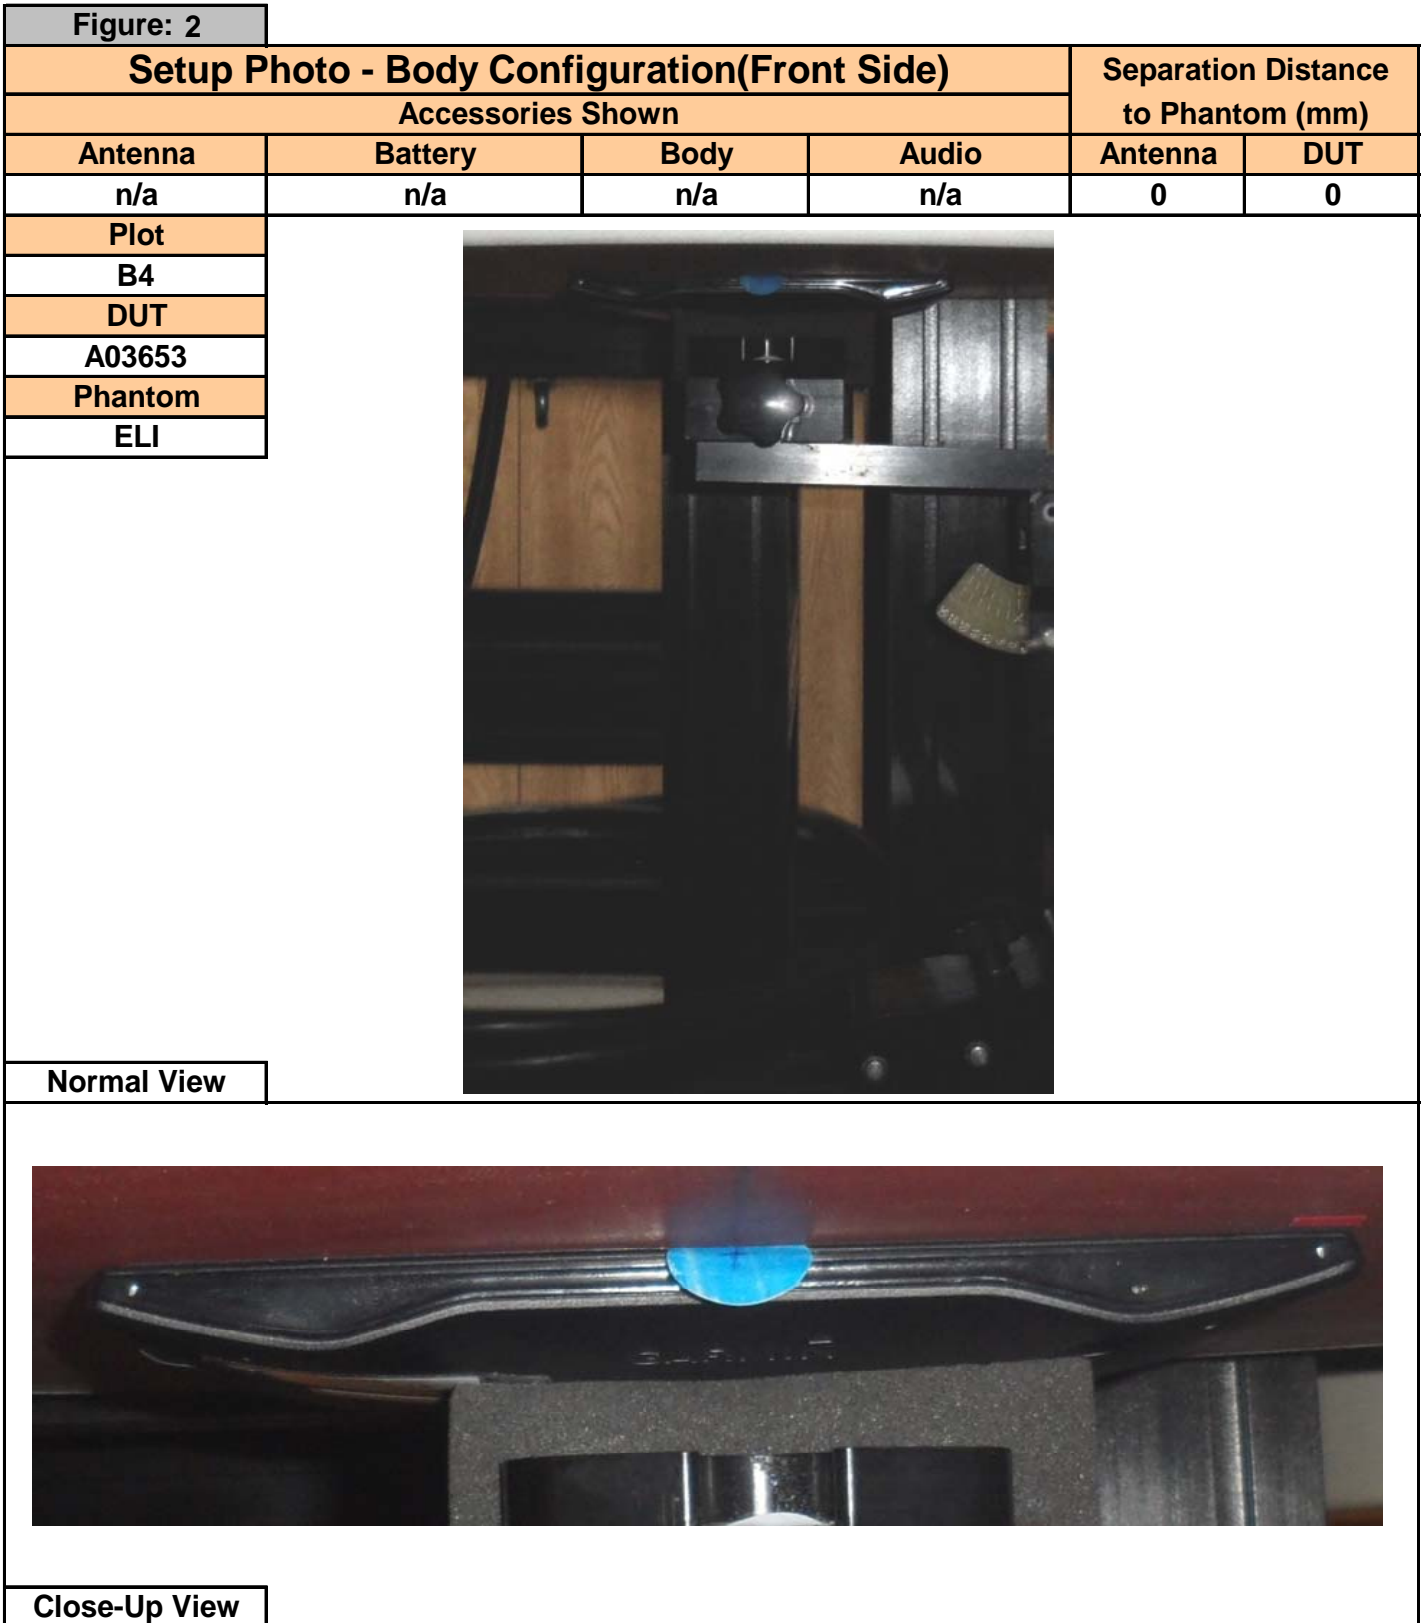 Figure: 2
Setup Photo - Body Configuration(Front Side)
Separation Distance
to Phantom (mm)
Accessories Shown
Antenna Battery Body Audio Antenna DUT
n/a n/a n/a n/a 0 0
Plot
B4
DUT
A03653
Phantom
ELI
Normal View
Close-Up View